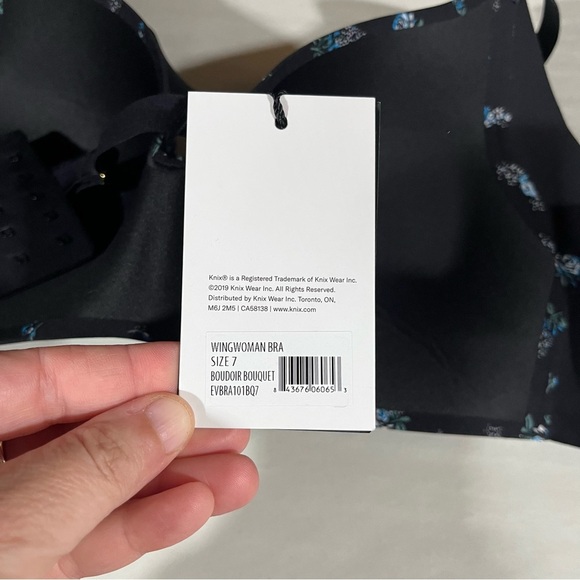 Knix® is a Registered Trademark of Knix Wear Inc.
©2019 Knix Wear Inc. All Rights Reserved.
Distributed by Knix Wear Inc. Toronto, ON,
M6J 2M5 | CA58138 | www.knix.com
WINGWOMAN BRA
SIZE 7
BOUDOIR BOUQUET
EVBRA101BQ7
8 43676 06065 3